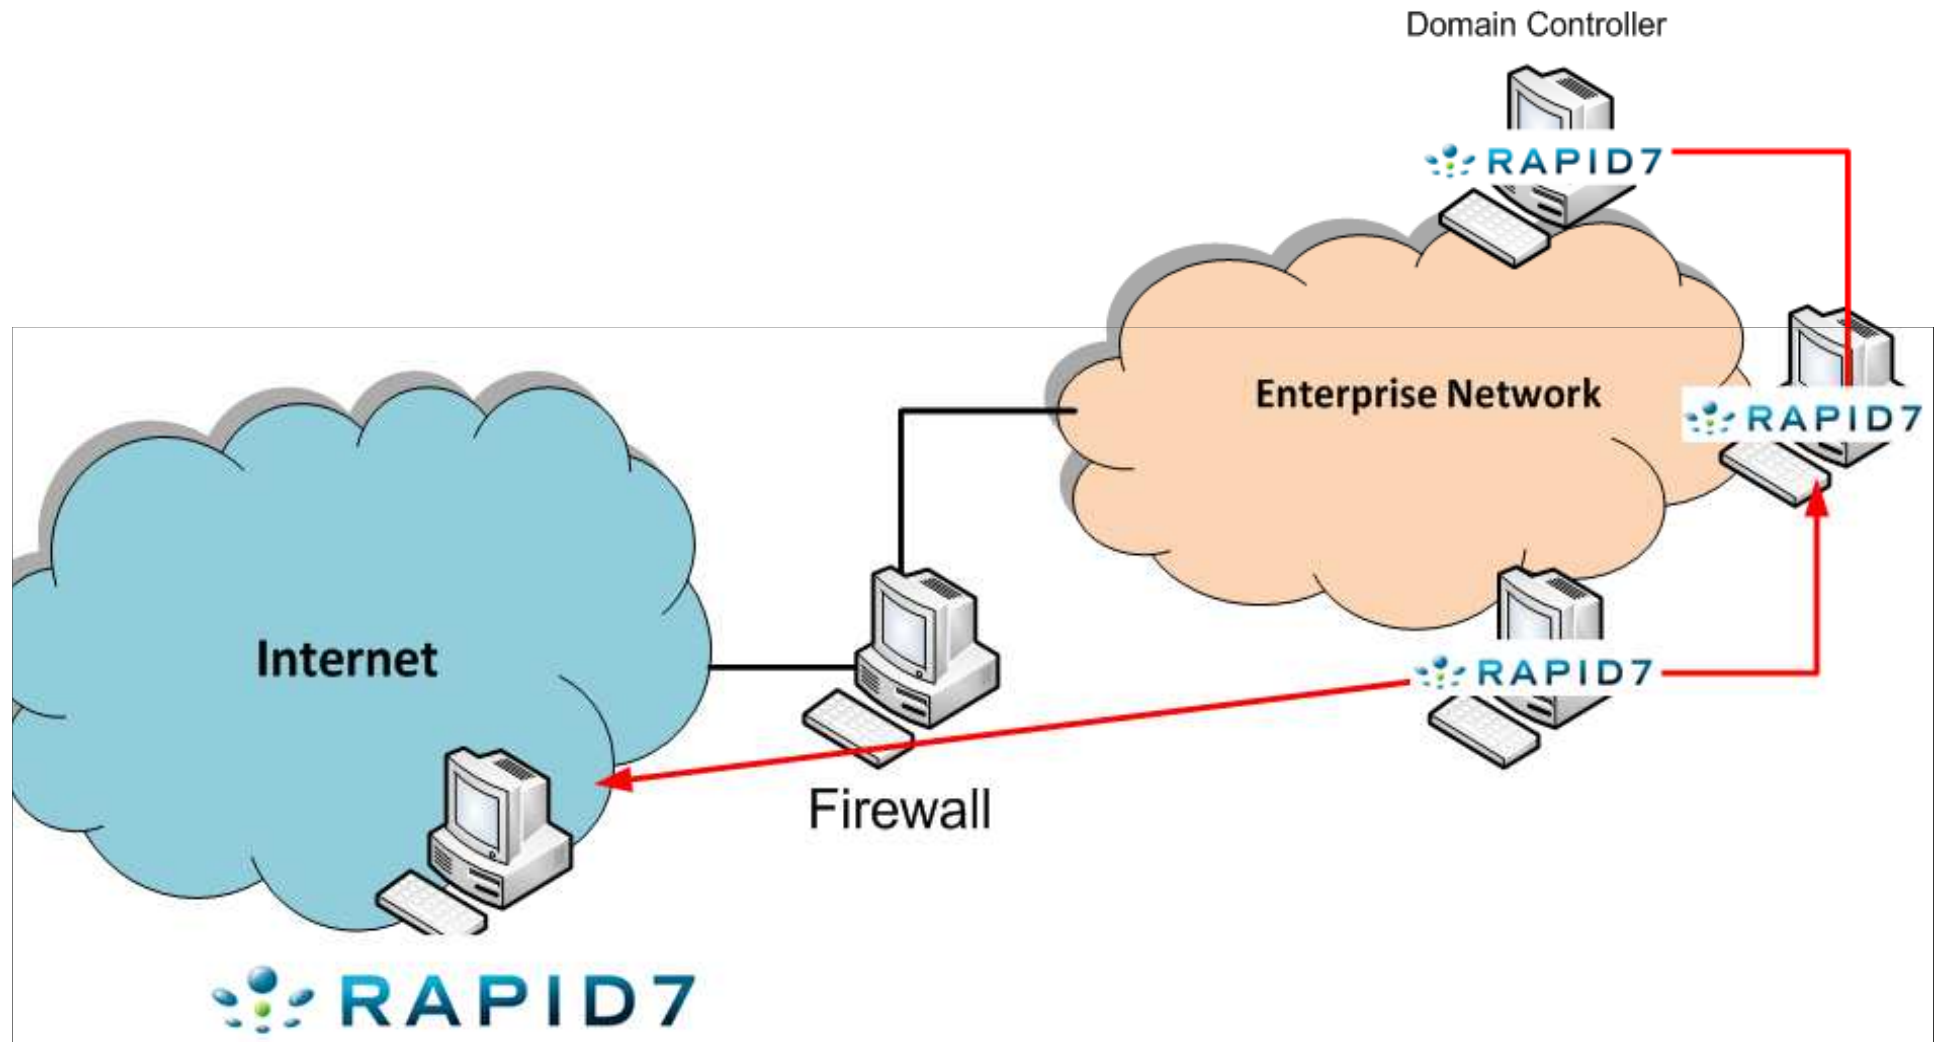 Domain Controller
RAPID7
Enterprise Network
RAPID7
Internet
RAPID7
Firewall
RAPID7